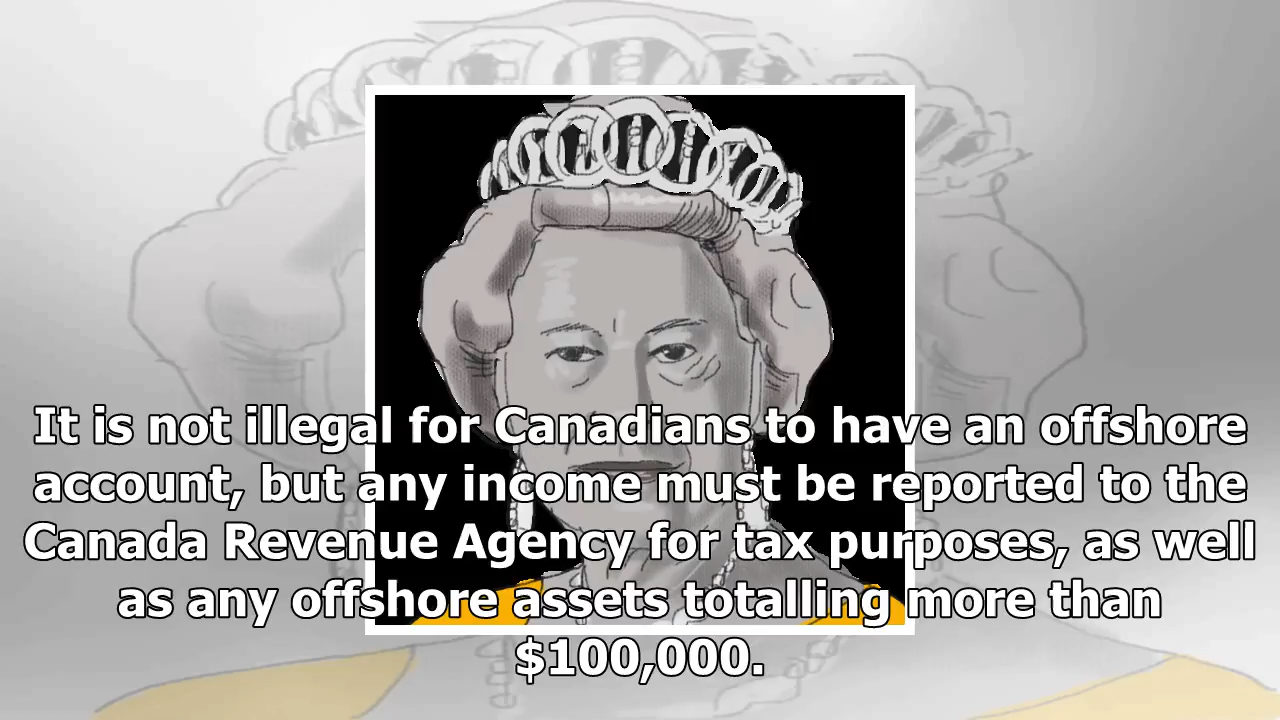 It is not illegal for Canadians to have an offshore
account, but any income must be reported to the
Canada Revenue Agency for tax purposes, as well
as any offshore assets totalling more than
$100,000.